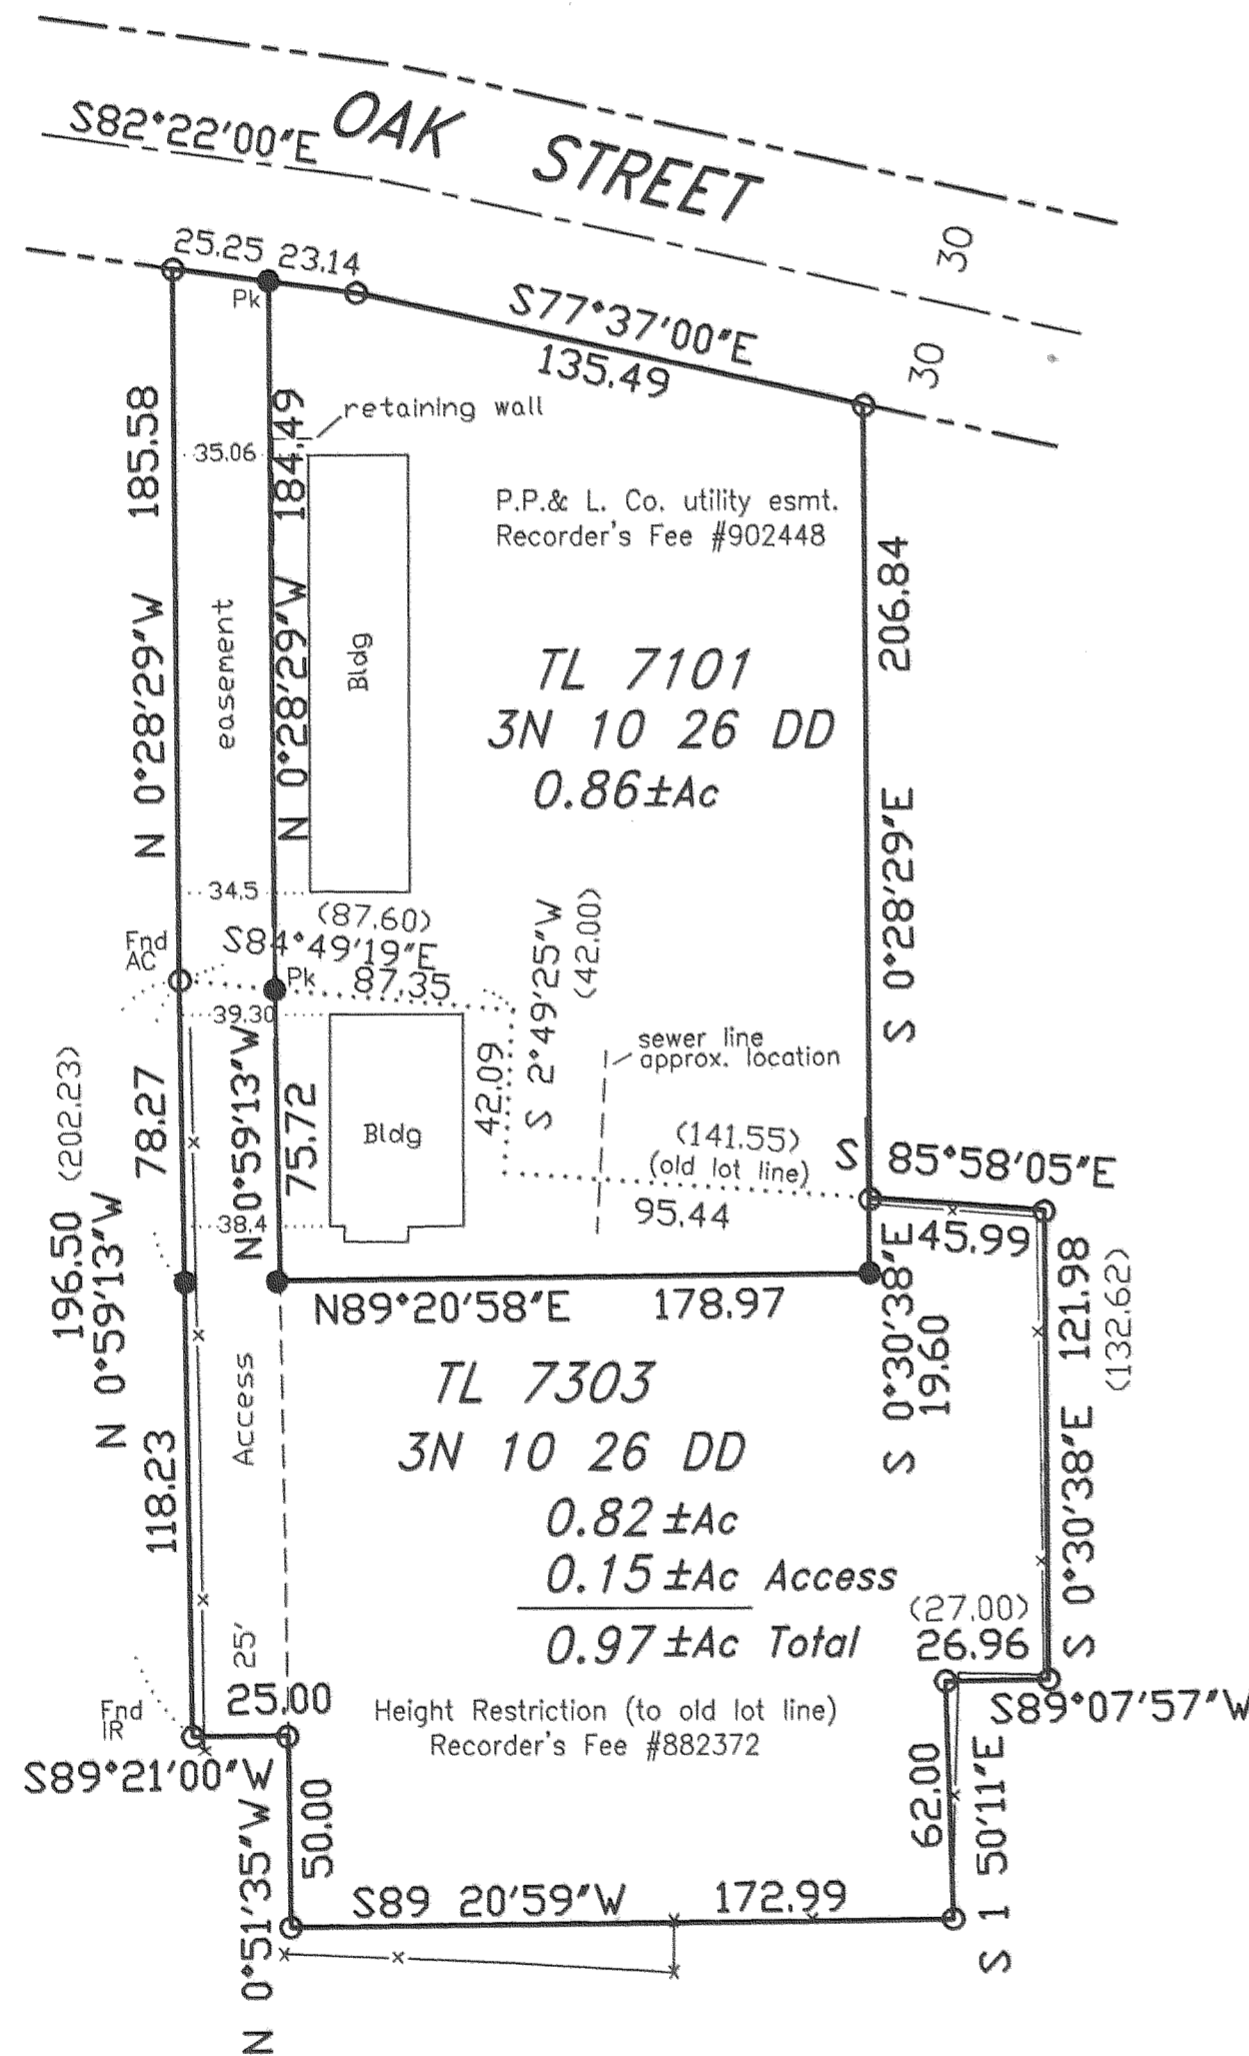 OAK STREET
S82°22'00"E
30
30
25.25
23.14
Pk
S77°37'00"E
135.49
185.58
N 0°28'29"W
35.06
184.49
N 0°28'29"W
retaining wall
easement
Bldg
P.P.& L. Co. utility esmt.
Recorder's Fee #902448
206.84
S 0°28'29"E
TL 7101
3N 10 26 DD
0.86±Ac
34.5
(87.60)
S84°49'19"E
87.35
Fnd
AC
Pk
39.30
S 2°49'25"W
(42.00)
42.09
sewer line
approx. location
196.50 (202.23)
N 0°59'13"W
78.27
N 0°59'13"W
75.72
Bldg
38.4
(141.55)
(old lot line)
95.44
S 85°58'05"E
45.99
N89°20'58"E 178.97
S 0°30'38"E
19.60
121.98
(132.62)
S 0°30'38"E
TL 7303
3N 10 26 DD
0.82 ±Ac
0.15 ±Ac Access
0.97 ±Ac Total
Access
25'
118.23
(27.00)
26.96
S89°07'57"W
Fnd
IR
25.00
S89°21'00"W
Height Restriction (to old lot line)
Recorder's Fee #882372
N 0°51'35"W W
50.00
62.00
S 1 50'11"E
S89 20'59"W 172.99